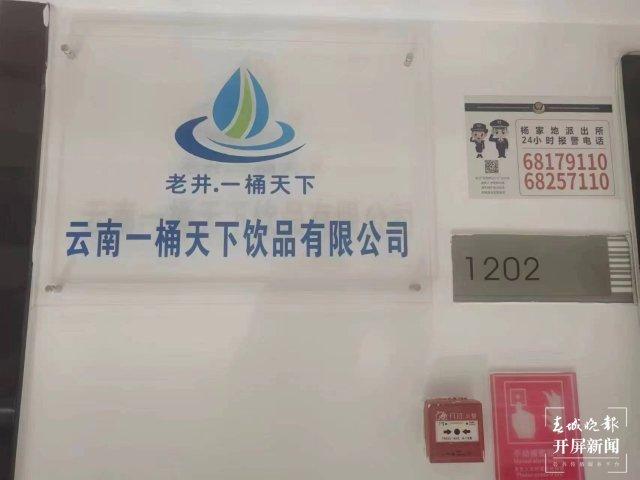 老井.一桶天下
云南一桶天下饮品有限公司
杨家地派出所
24小时报警电话
68179110
68257110
1202
春城晚报
开屏新闻